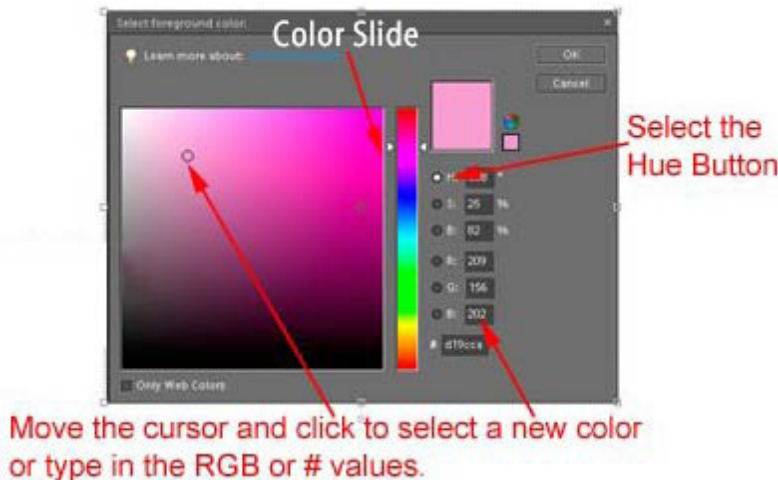 Select foreground color:
Color Slide
Learn more about:
OK
Cancel
Select the
Hue Button
H: °
S: 25 %
B: 82 %
R: 209
G: 156
B: 202
# d19cca
Only Web Colors
Move the cursor and click to select a new color
or type in the RGB or # values.